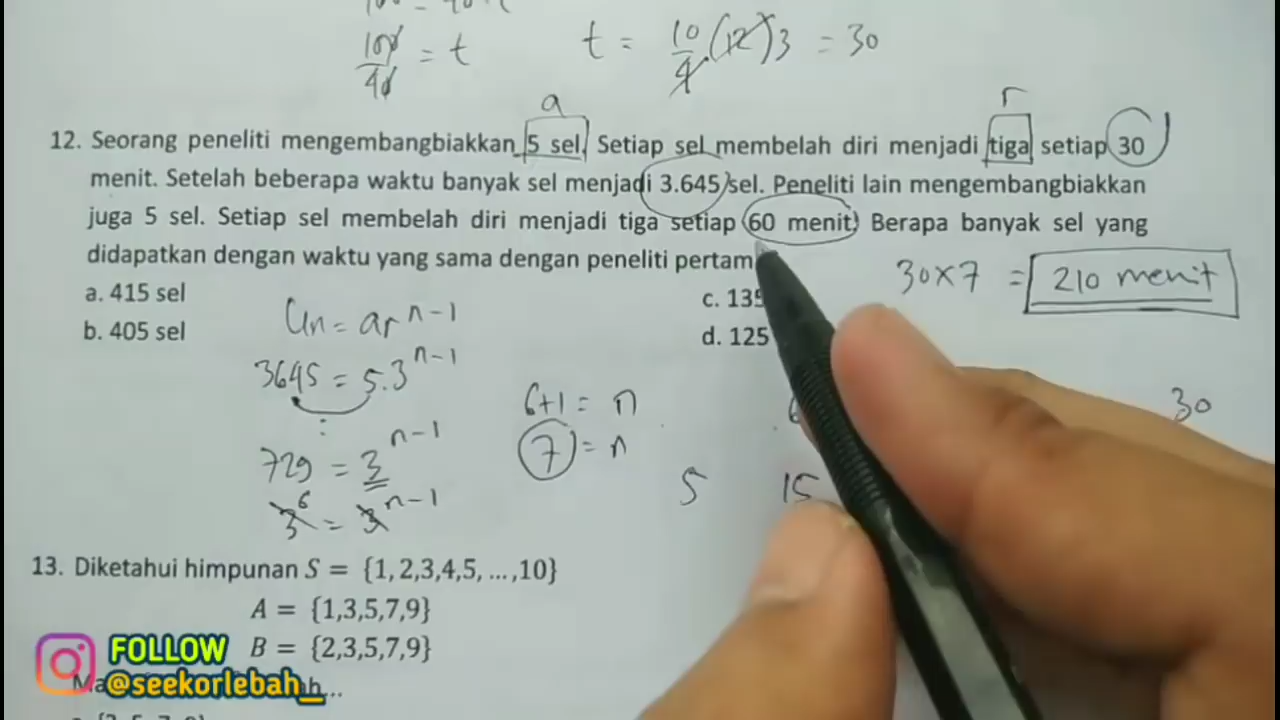 10/4∅ = t
t = 10/4 (12) 3 = 30
a
r
12. Seorang peneliti mengembangbiakkan 5 sel. Setiap sel membelah diri menjadi tiga setiap 30
menit. Setelah beberapa waktu banyak sel menjadi 3.645 sel. Peneliti lain mengembangbiakkan
juga 5 sel. Setiap sel membelah diri menjadi tiga setiap 60 menit. Berapa banyak sel yang
didapatkan dengan waktu yang sama dengan peneliti
30×7 = 210 menit
a. 415 sel
c.
b. 405 sel
d. 125
Un = ar^n-1
3645 = 5.3^n-1
:
729 = 3^n-1
3^6 = 3^n-1
6+1 = n
7 = n
30
5 15
13. Diketahui himpunan S = {1,2,3,4,5, ...,10}
A = {1,3,5,7,9}
B = {2,3,5,7,9}
FOLLOW
@seekorlebah_